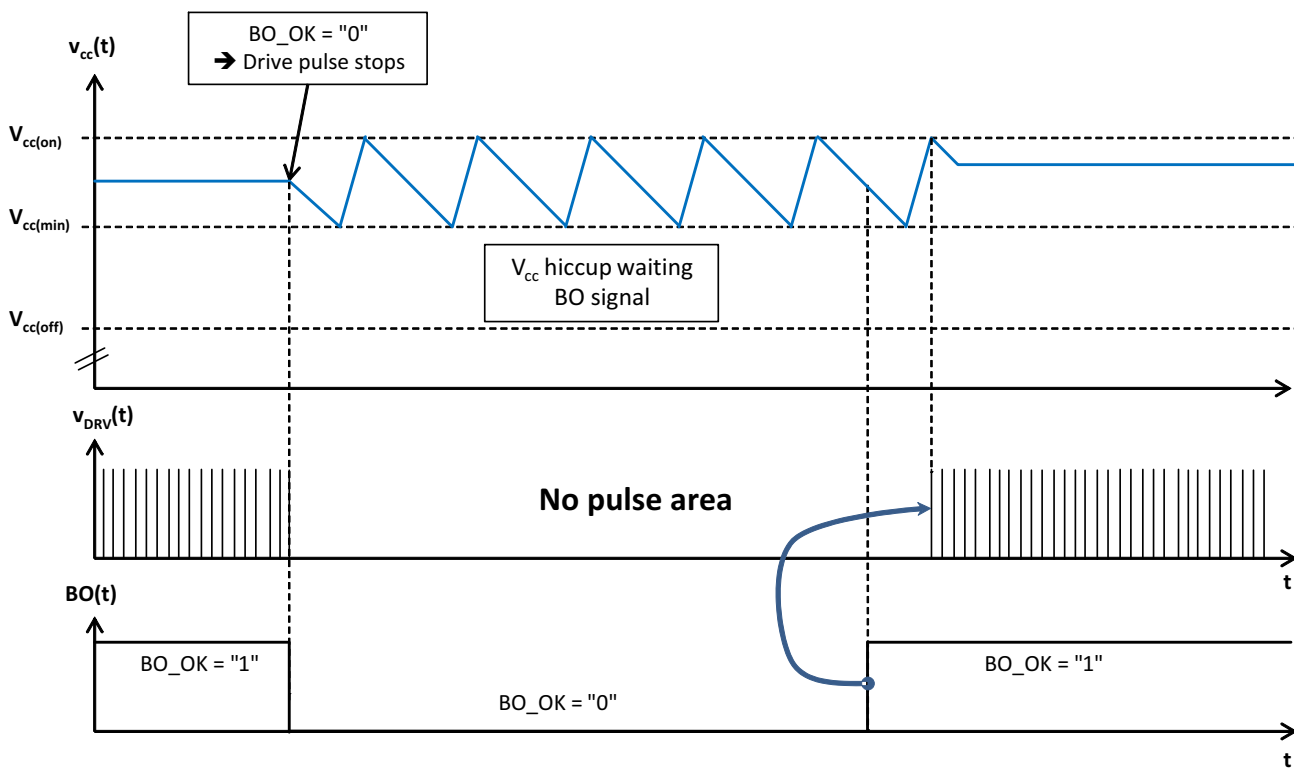 BO_OK = "0"
➔ Drive pulse stops
vcc(t)
Vcc(on)
Vcc(min)
Vcc hiccup waiting
BO signal
Vcc(off)
vDRV(t)
No pulse area
t
BO(t)
BO_OK = "1"
BO_OK = "1"
BO_OK = "0"
t